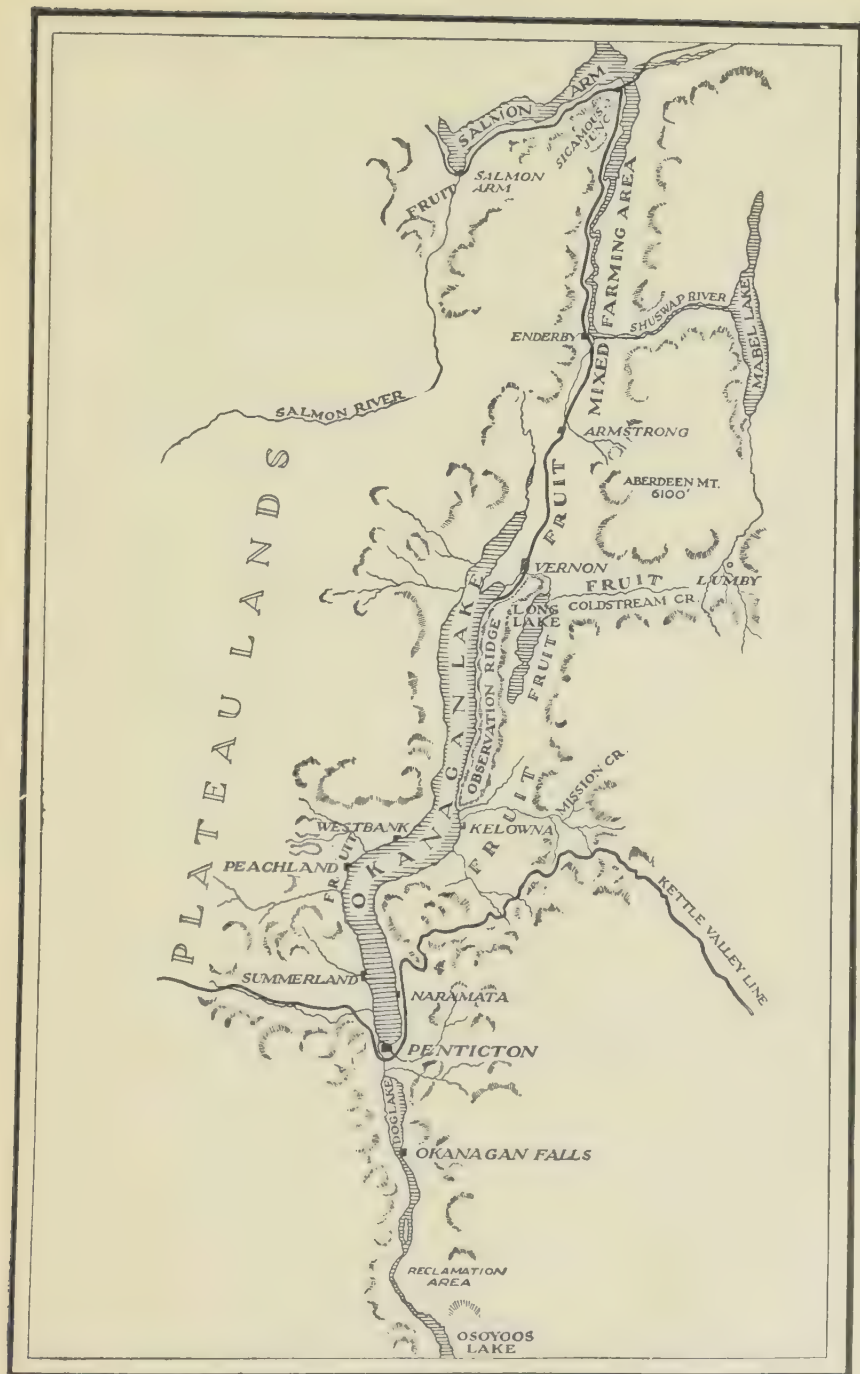 SALMON ARM
SICAMOUS
JUNC.
SALMON
ARM
FRUIT
MIXED FARMING AREA
SHUSWAP RIVER
MABEL LAKE
ENDERBY
SALMON RIVER
ARMSTRONG
ABERDEEN MT.
6100'
FRUIT
PLATEAU LANDS
VERNON
FRUIT
LUMBY
COLDSTREAM CR.
LONG
LAKE
FRUIT
OKANAGAN LAKE
OBSERVATION RIDGE
MISSION CR.
FRUIT
WESTBANK
KELOWNA
PEACHLAND
FRUIT
KETTLE VALLEY LINE
SUMMERLAND
NARAMATA
PENTICTON
DOG LAKE
OKANAGAN FALLS
RECLAMATION
AREA
OSOYOOS
LAKE